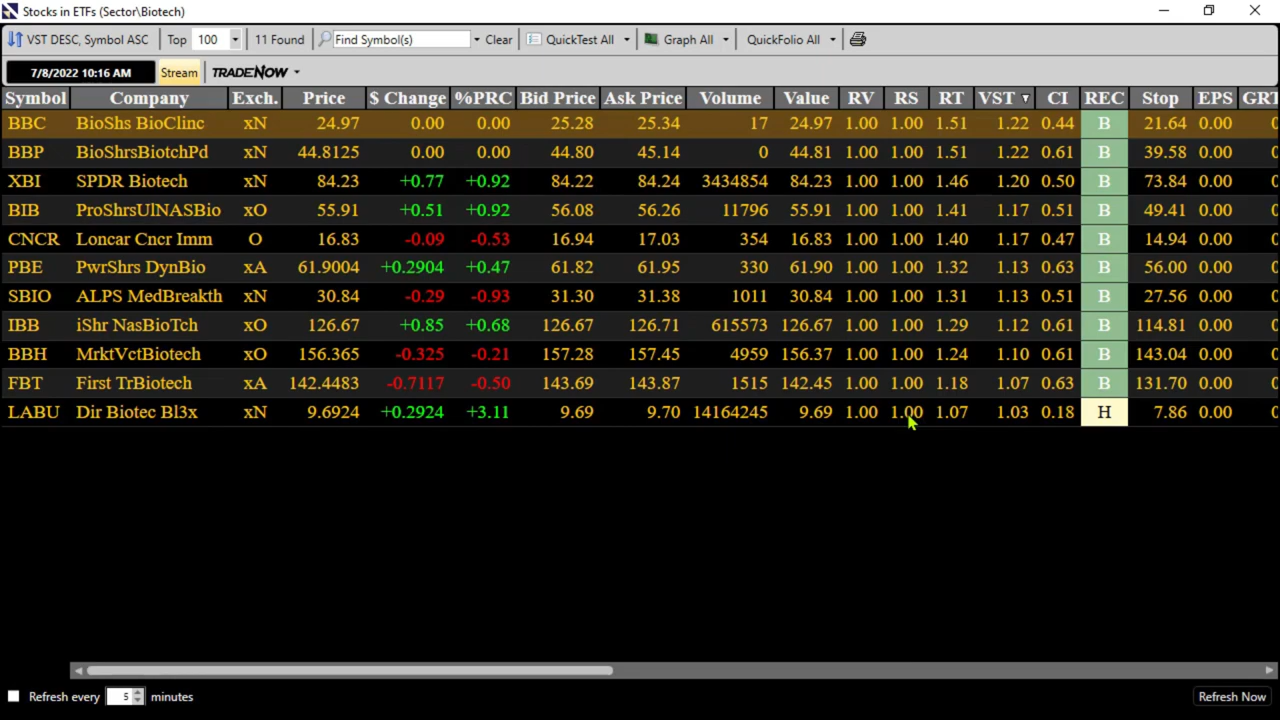 Stocks in ETFs (Sector\Biotech)
VST DESC, Symbol ASC Top 100 11 Found Find Symbol(s) Clear QuickTest All Graph All QuickFolio All
7/8/2022 10:16 AM Stream TRADENOW
Symbol Company Exch. Price $ Change %PRC Bid Price Ask Price Volume Value RV RS RT VST CI REC Stop EPS GRT
BBC BioShs BioClinc xN 24.97 0.00 0.00 25.28 25.34 17 24.97 1.00 1.00 1.51 1.22 0.44 B 21.64 0.00
BBP BioShrsBiotchPd xN 44.8125 0.00 0.00 44.80 45.14 0 44.81 1.00 1.00 1.51 1.22 0.61 B 39.58 0.00
XBI SPDR Biotech xN 84.23 +0.77 +0.92 84.22 84.24 3434854 84.23 1.00 1.00 1.46 1.20 0.50 B 73.84 0.00
BIB ProShrsUlNASBio xO 55.91 +0.51 +0.92 56.08 56.26 11796 55.91 1.00 1.00 1.41 1.17 0.51 B 49.41 0.00
CNCR Loncar Cncr Imm O 16.83 -0.09 -0.53 16.94 17.03 354 16.83 1.00 1.00 1.40 1.17 0.47 B 14.94 0.00
PBE PwrShrs DynBio xA 61.9004 +0.2904 +0.47 61.82 61.95 330 61.90 1.00 1.00 1.32 1.13 0.63 B 56.00 0.00
SBIO ALPS MedBreakth xN 30.84 -0.29 -0.93 31.30 31.38 1011 30.84 1.00 1.00 1.31 1.13 0.51 B 27.56 0.00
IBB iShr NasBioTch xO 126.67 +0.85 +0.68 126.67 126.71 615573 126.67 1.00 1.00 1.29 1.12 0.61 B 114.81 0.00
BBH MrktVctBiotech xO 156.365 -0.325 -0.21 157.28 157.45 4959 156.37 1.00 1.00 1.24 1.10 0.61 B 143.04 0.00
FBT First TrBiotech xA 142.4483 -0.7117 -0.50 143.69 143.87 1515 142.45 1.00 1.00 1.18 1.07 0.63 B 131.70 0.00
LABU Dir Biotec Bl3x xN 9.6924 +0.2924 +3.11 9.69 9.70 14164245 9.69 1.00 1.00 1.07 1.03 0.18 H 7.86 0.00
Refresh every 5 minutes Refresh Now